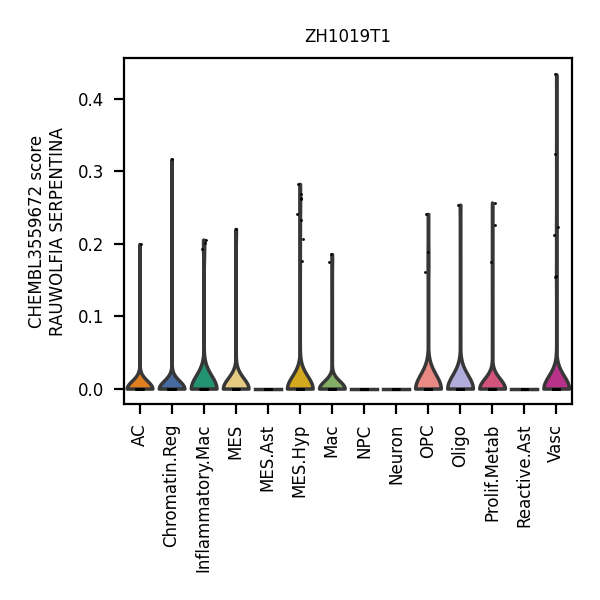 ZH1019T1
CHEMBL3559672 score
RAUWOLFIA SERPENTINA
0.4
0.3
0.2
0.1
0.0
AC
Chromatin.Reg
Inflammatory.Mac
MES
MES.Ast
MES.Hyp
Mac
NPC
Neuron
OPC
Oligo
Prolif.Metab
Reactive.Ast
Vasc